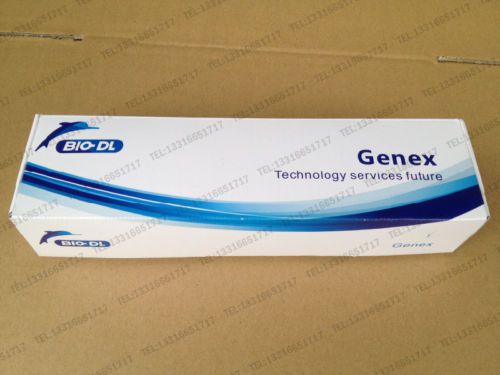 BIO-DL
Genex
Technology services future
BIO-DL
Genex
TEL:13316651717